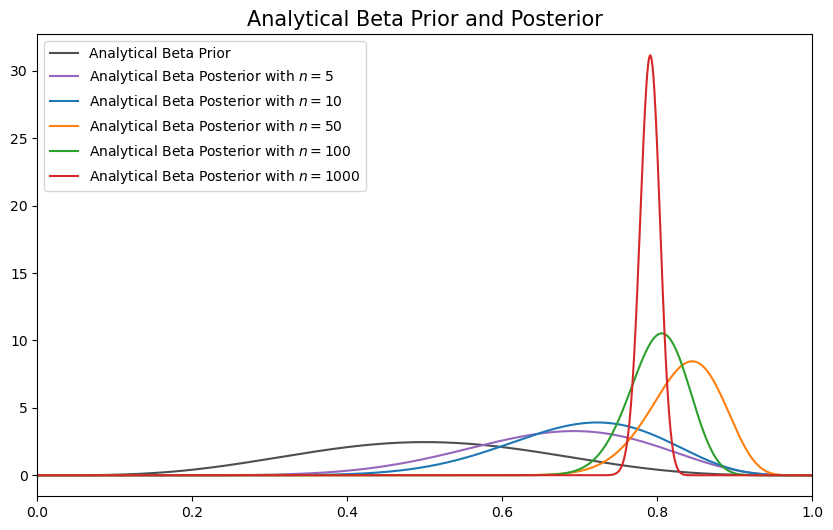 Analytical Beta Prior and Posterior
Analytical Beta Prior
Analytical Beta Posterior with n = 5
Analytical Beta Posterior with n = 10
Analytical Beta Posterior with n = 50
Analytical Beta Posterior with n = 100
Analytical Beta Posterior with n = 1000
30
25
20
15
10
5
0
0.0 0.2 0.4 0.6 0.8 1.0